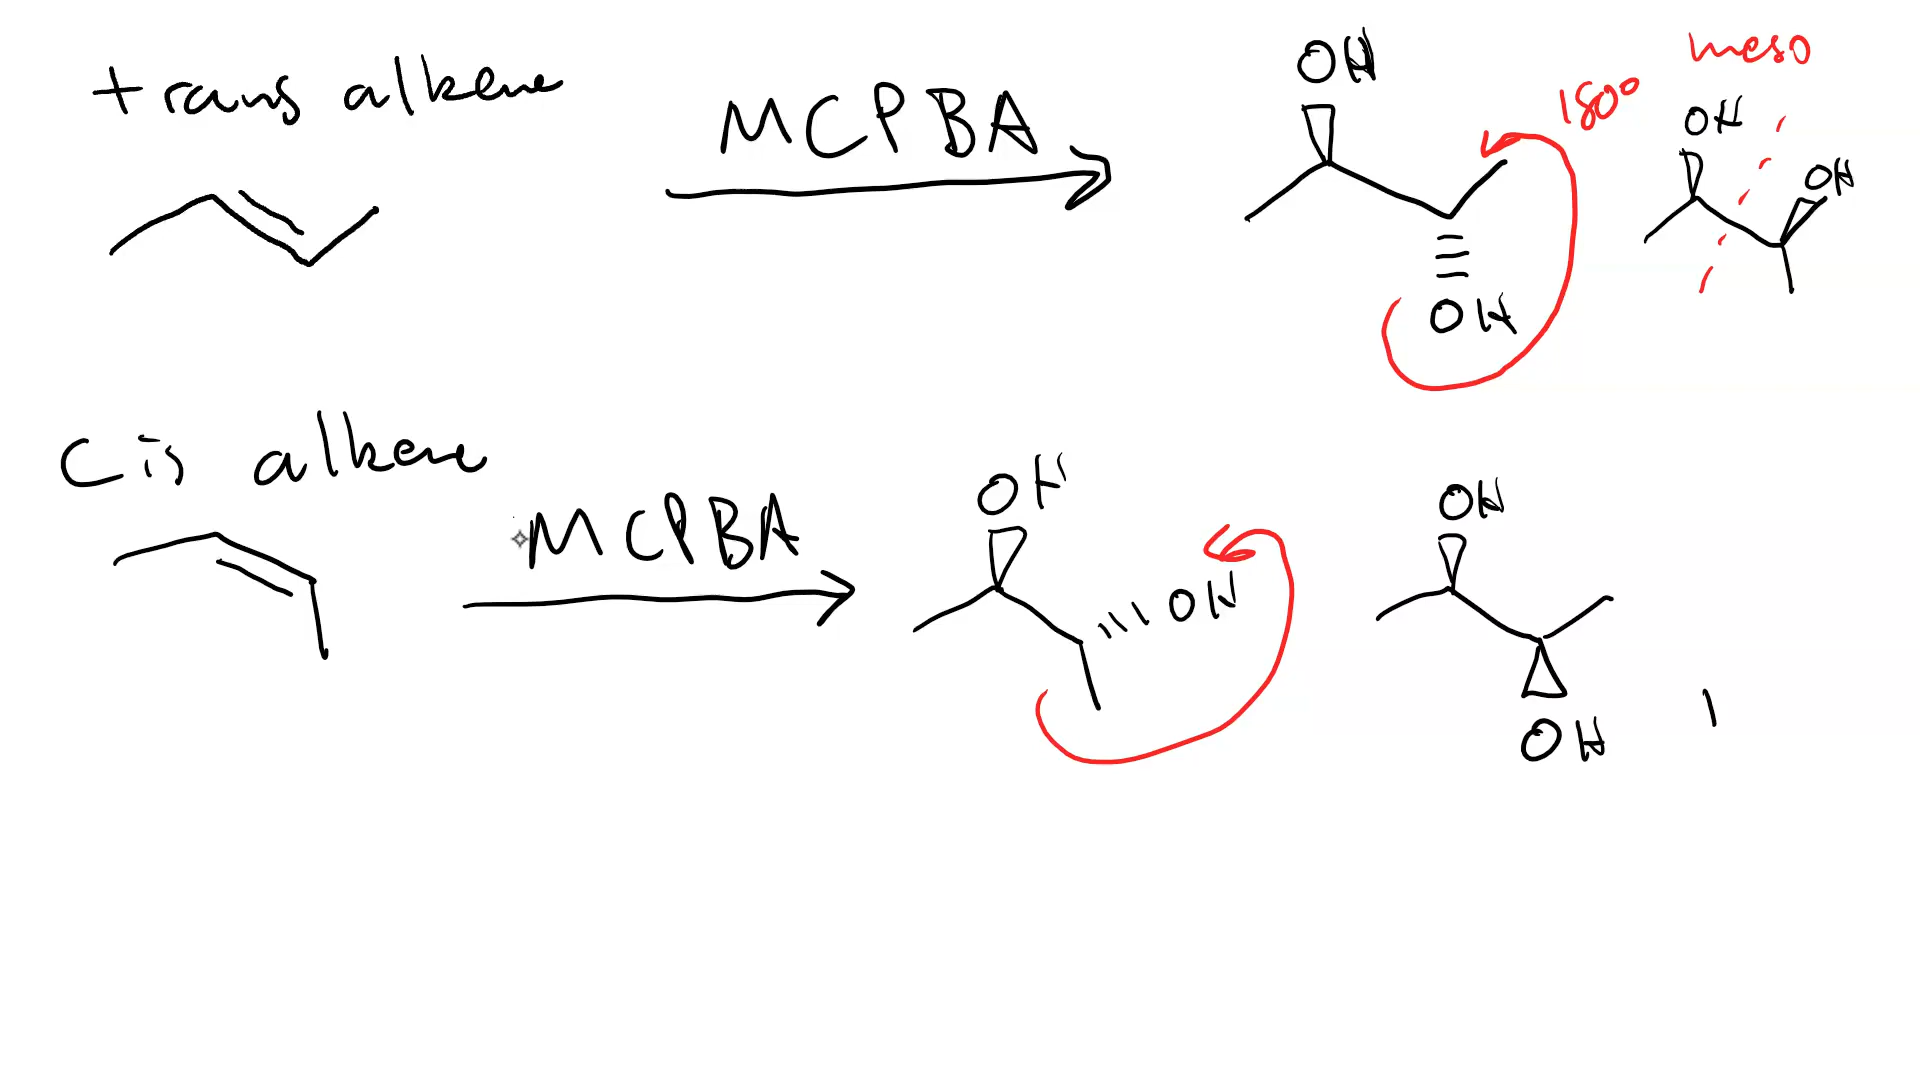 trans alkene
MCPBA
OH
OH
180°
meso
OH
OH
Cis alkene
MCPBA
OH
OH
OH
OH